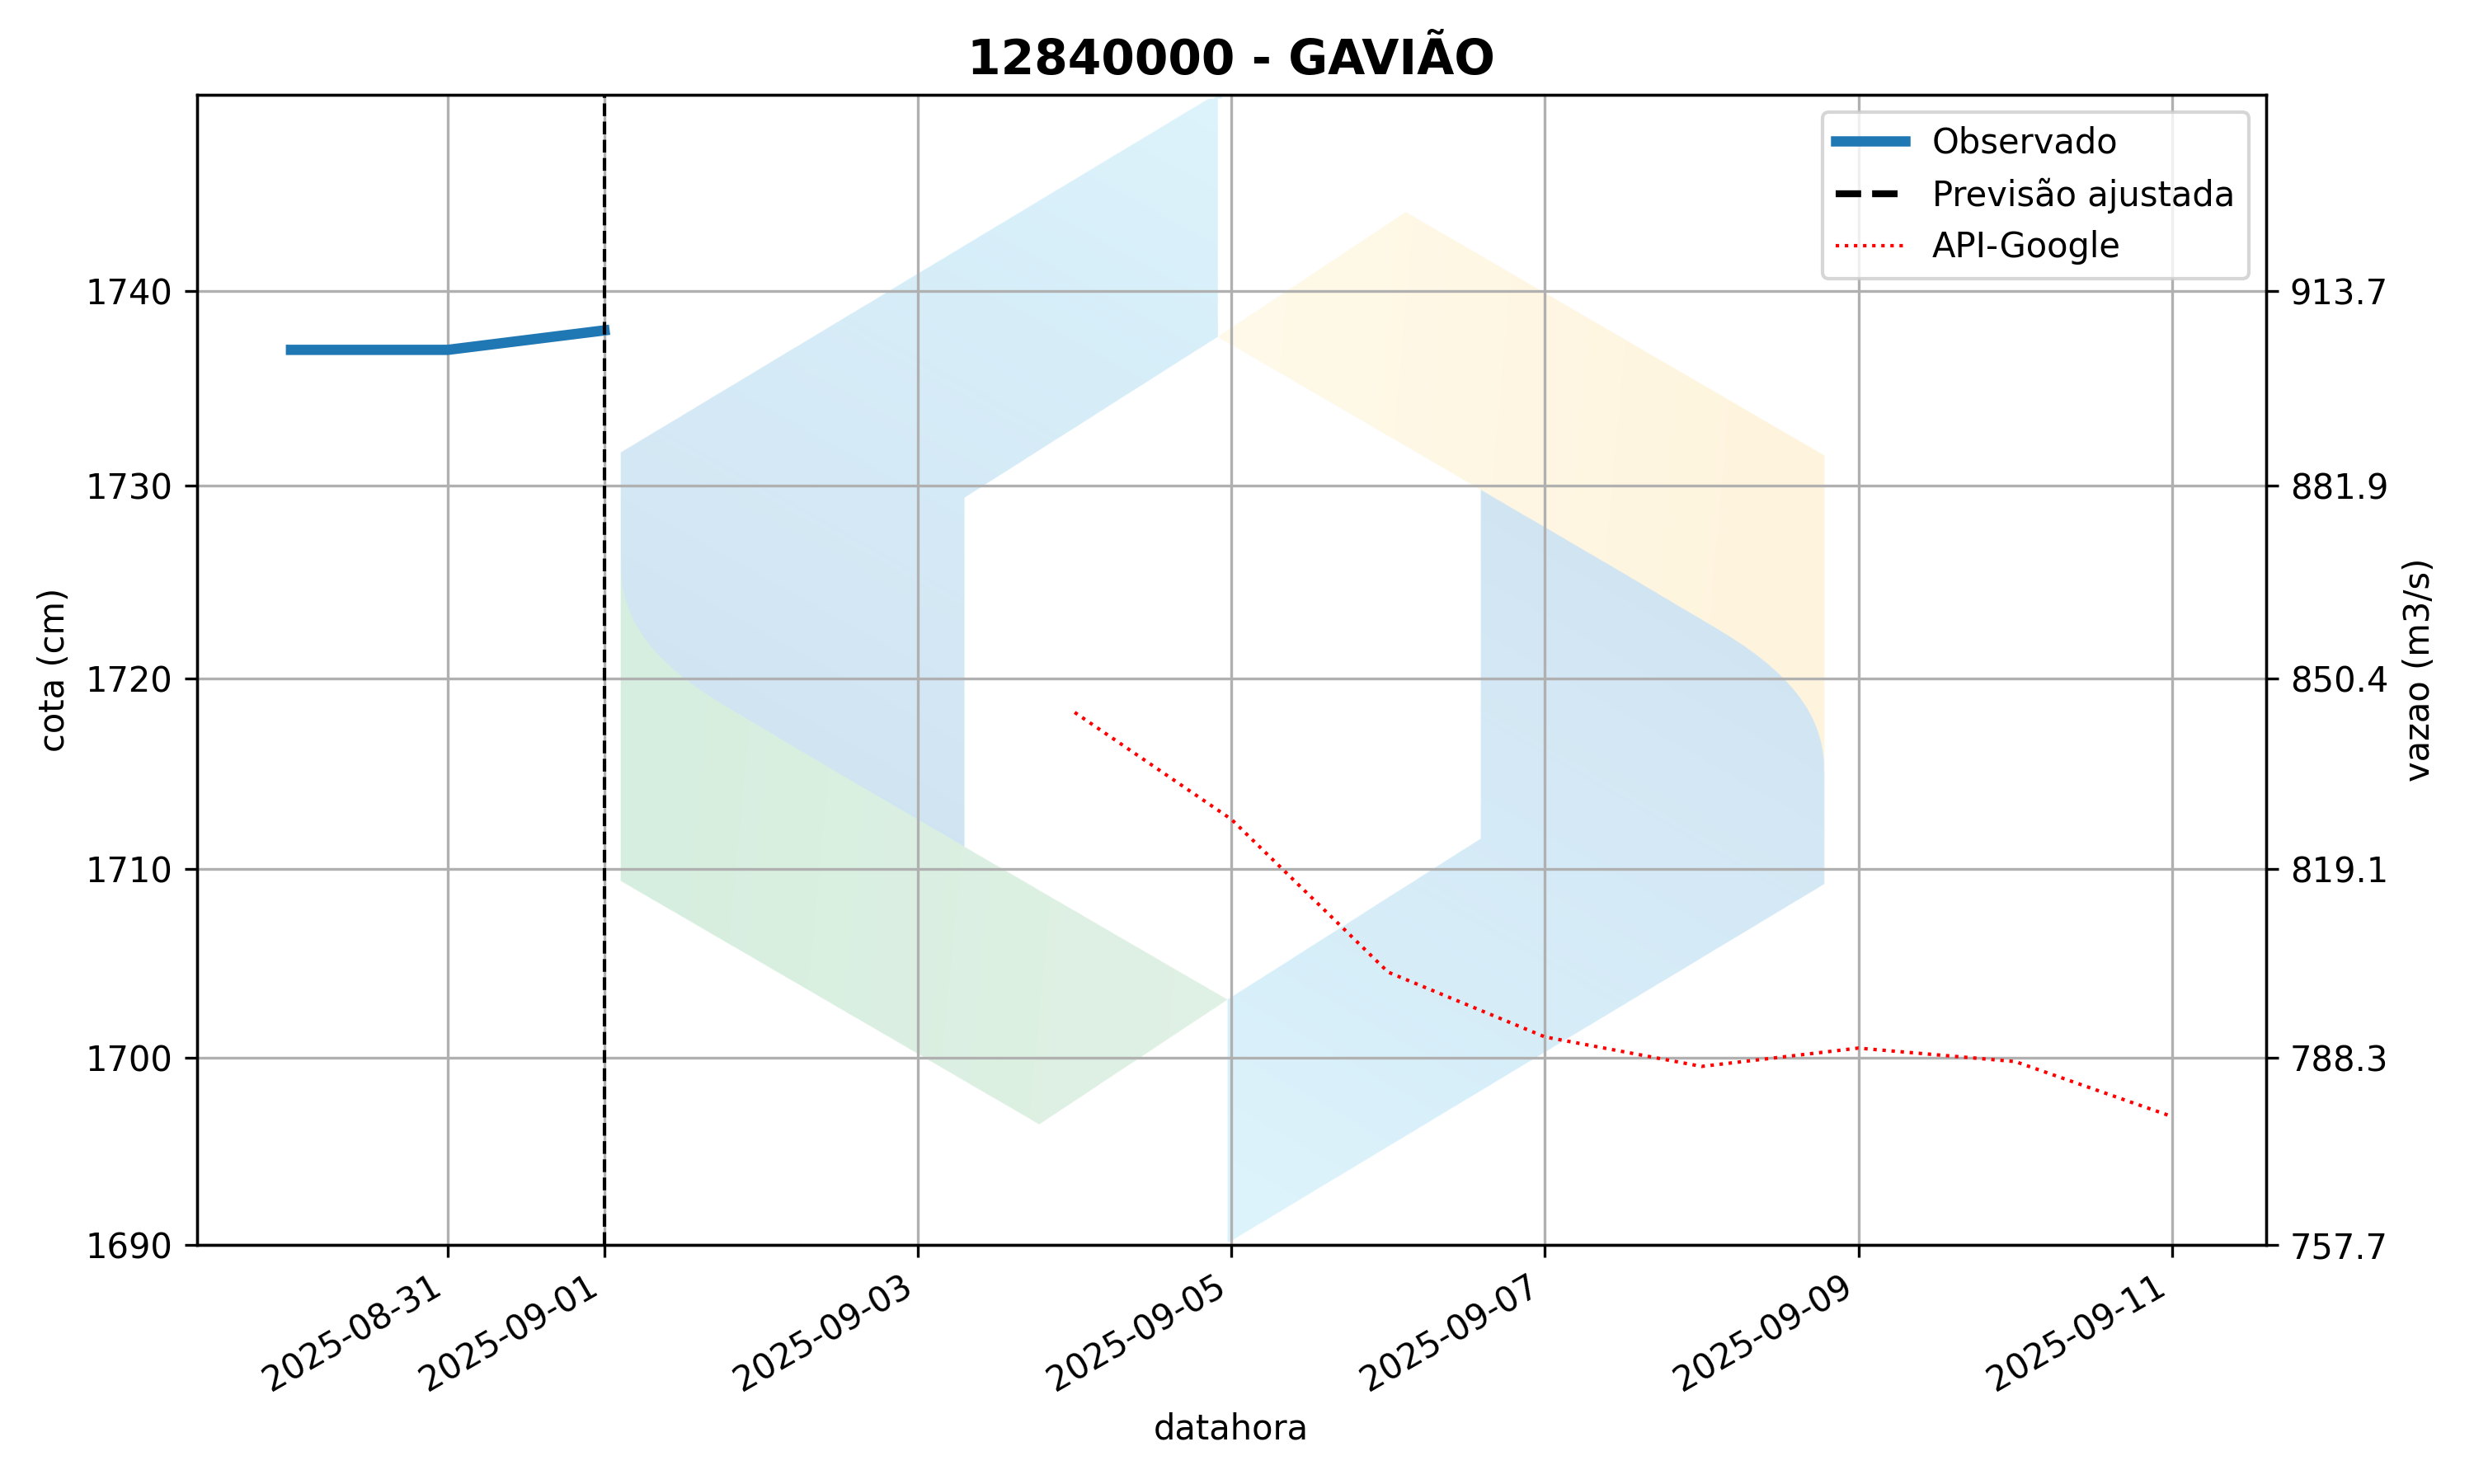 12840000 - GAVIÃO
Observado
Previsão ajustada
API-Google
cota (cm)
1740
1730
1720
1710
1700
1690
913.7
881.9
850.4
819.1
788.3
757.7
vazao (m3/s)
2025-08-31
2025-09-01
2025-09-03
2025-09-05
2025-09-07
2025-09-09
2025-09-11
datahora